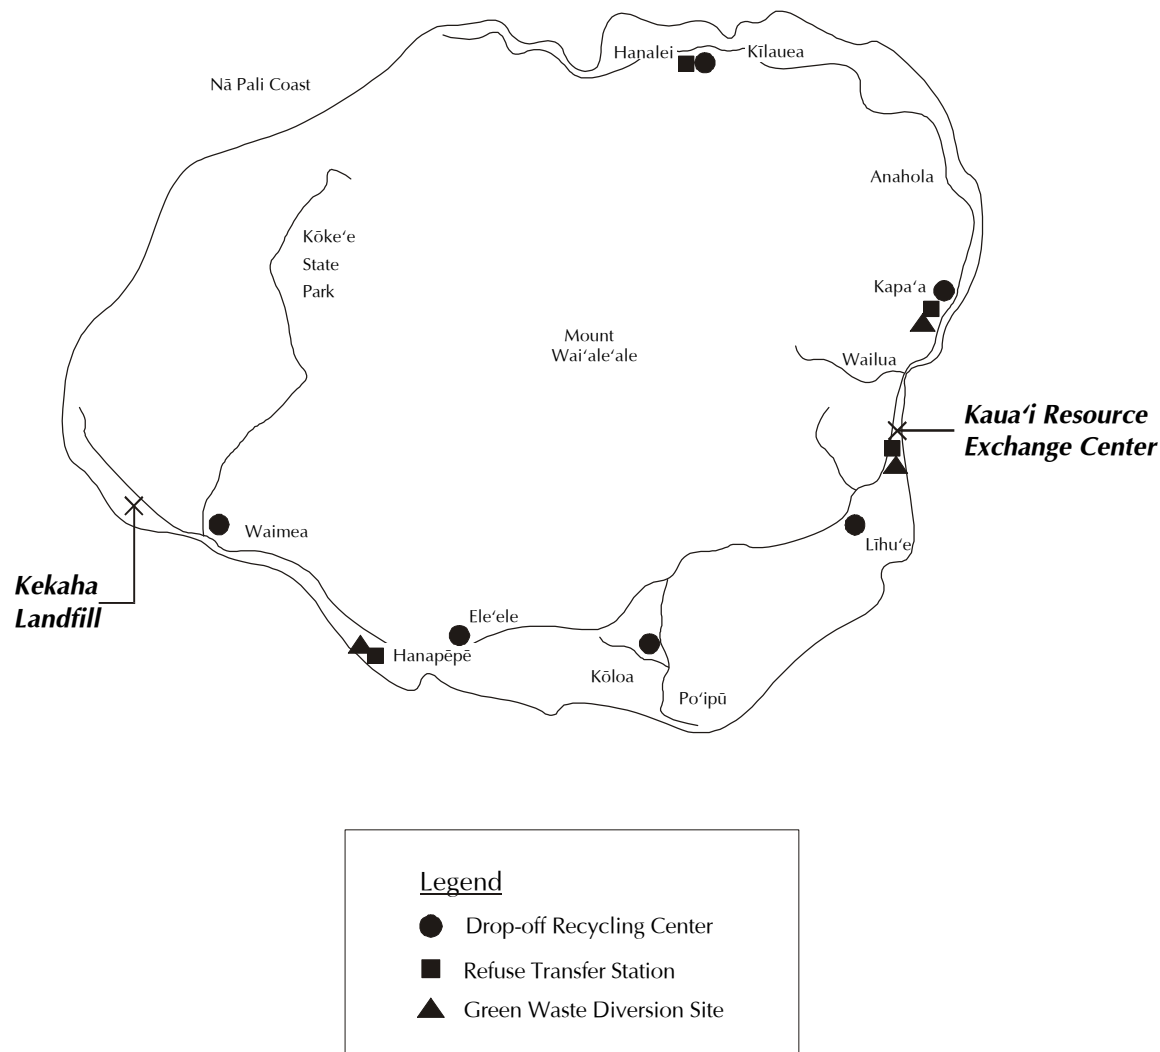 Hanalei
Kīlauea
Nā Pali Coast
Anahola
Kōkeʻe
State
Park
Kapaʻa
Mount
Waiʻaleʻale
Wailua
Kauaʻi Resource
Exchange Center
Waimea
Līhuʻe
Kekaha
Landfill
Eleʻele
Hanapēpē
Kōloa
Poʻipū
Legend
Drop-off Recycling Center
Refuse Transfer Station
Green Waste Diversion Site